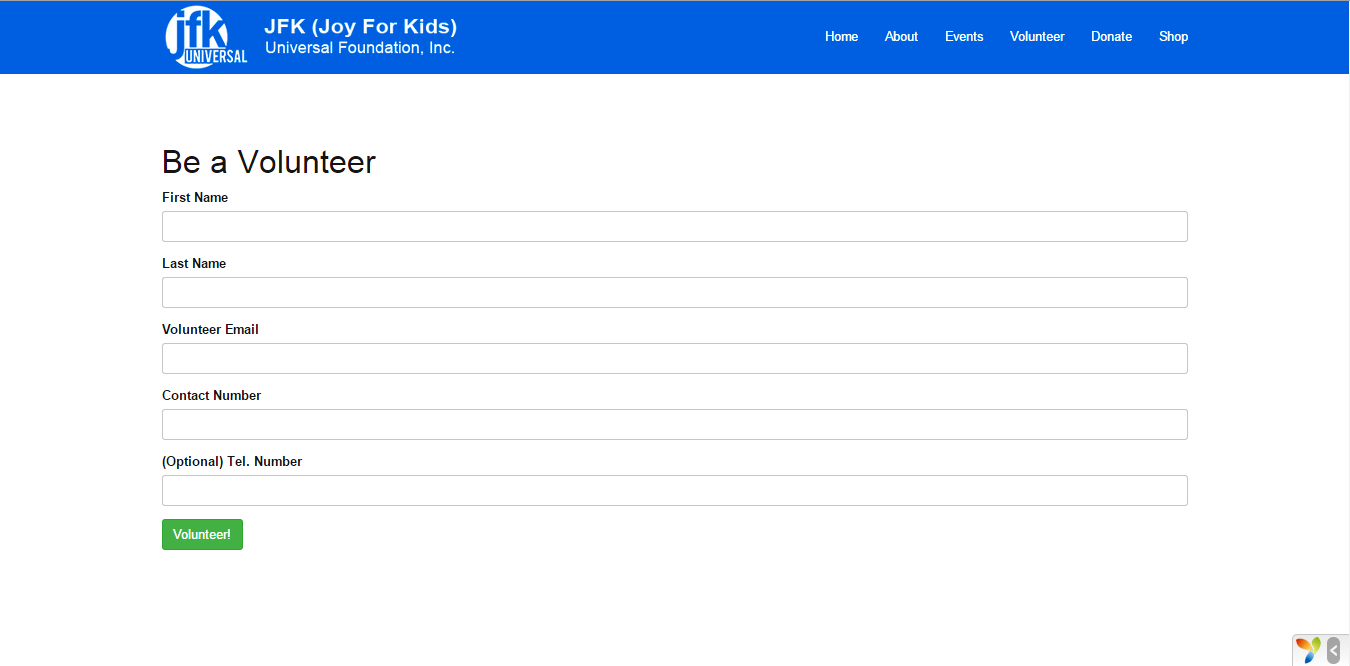 jfk
UNIVERSAL
JFK (Joy For Kids)
Universal Foundation, Inc.
Home About Events Volunteer Donate Shop
Be a Volunteer
First Name
Last Name
Volunteer Email
Contact Number
(Optional) Tel. Number
Volunteer!